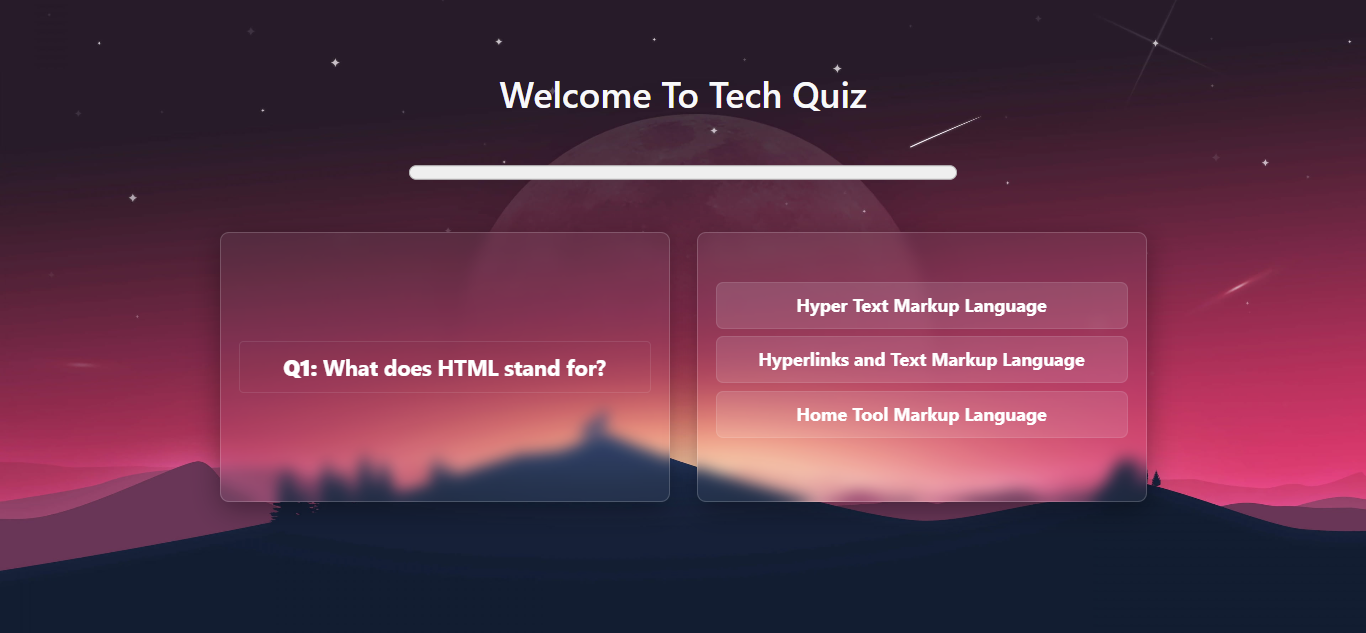 Welcome To Tech Quiz
Q1: What does HTML stand for?
Hyper Text Markup Language
Hyperlinks and Text Markup Language
Home Tool Markup Language